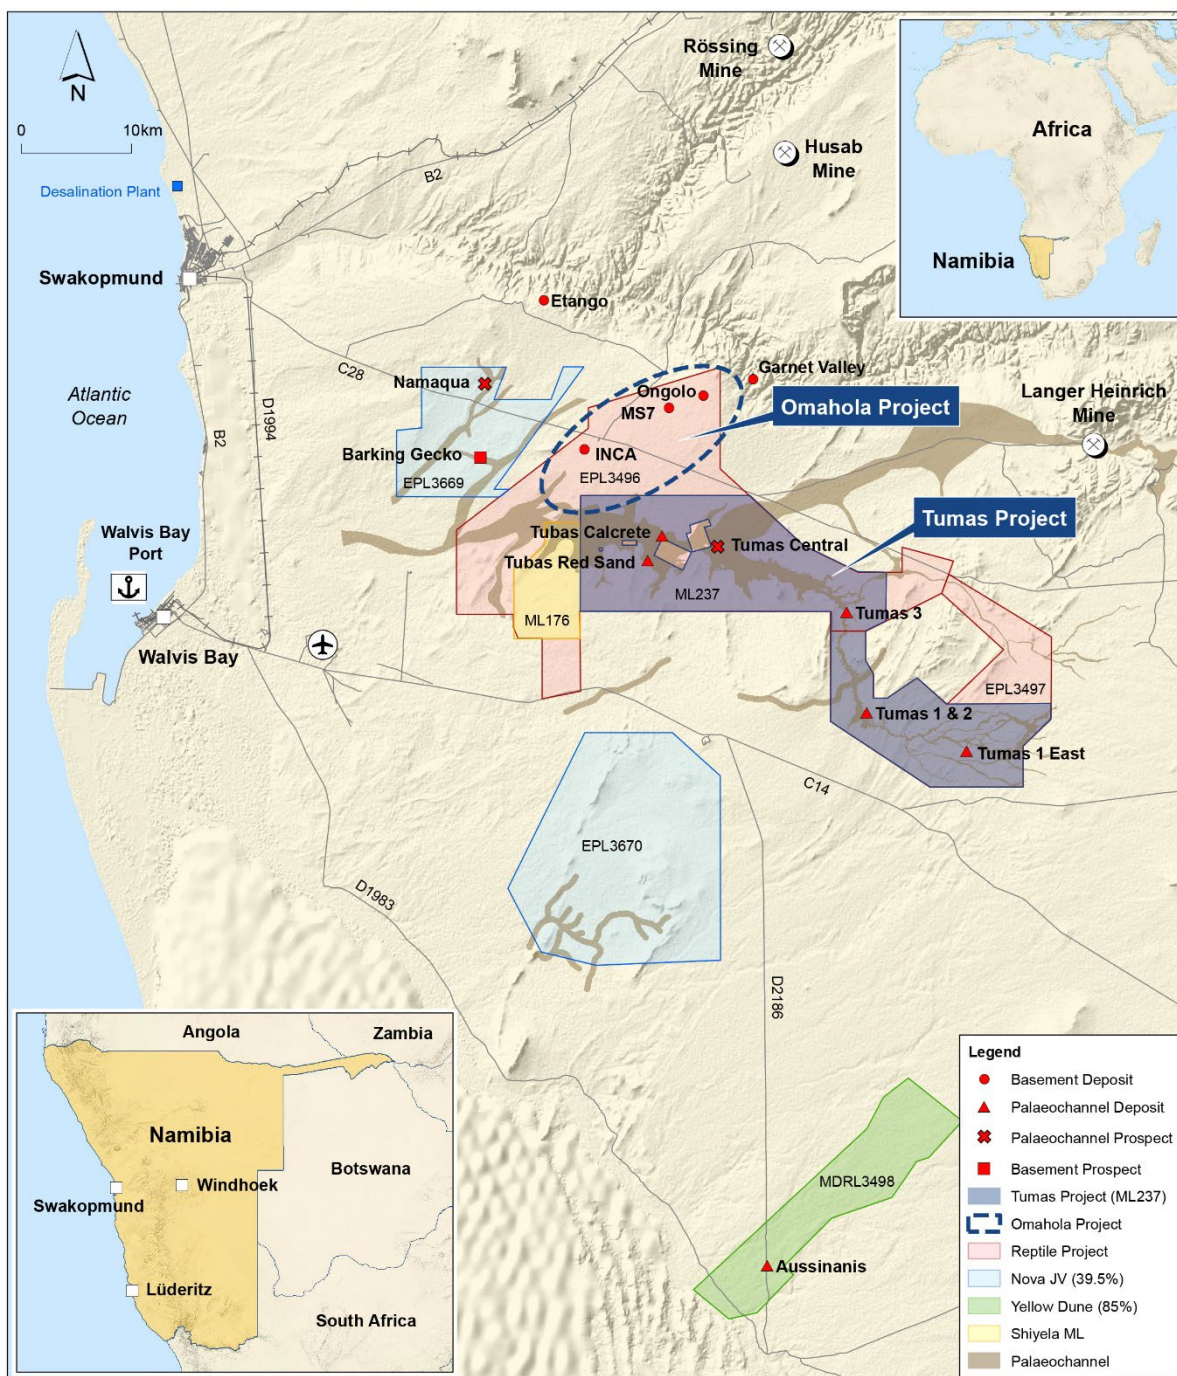 Rössing
Mine
Husab
Mine
N
0
10km
Desalination Plant
B2
Swakopmund
Africa
Namibia
Etango
Atlantic
Ocean
C28
D1994
B2
Namaqua
Garnet Valley
Ongolo
MS7
Omahola Project
Langer Heinrich
Mine
Barking Gecko
EPL3669
INCA
EPL3496
Tumas Project
Walvis Bay
Port
Tubas Calcrete
Tumas Central
Tubas Red Sand
ML237
ML176
Tumas 3
Walvis Bay
EPL3497
Tumas 1 & 2
Tumas 1 East
C14
EPL3670
D1983
D2186
MDRL3498
Aussinanis
Angola
Zambia
Namibia
Botswana
Windhoek
Swakopmund
Lüderitz
South Africa
Legend
Basement Deposit
Palaeochannel Deposit
Palaeochannel Prospect
Basement Prospect
Tumas Project (ML237)
Omahola Project
Reptile Project
Nova JV (39.5%)
Yellow Dune (85%)
Shiyela ML
Palaeochannel